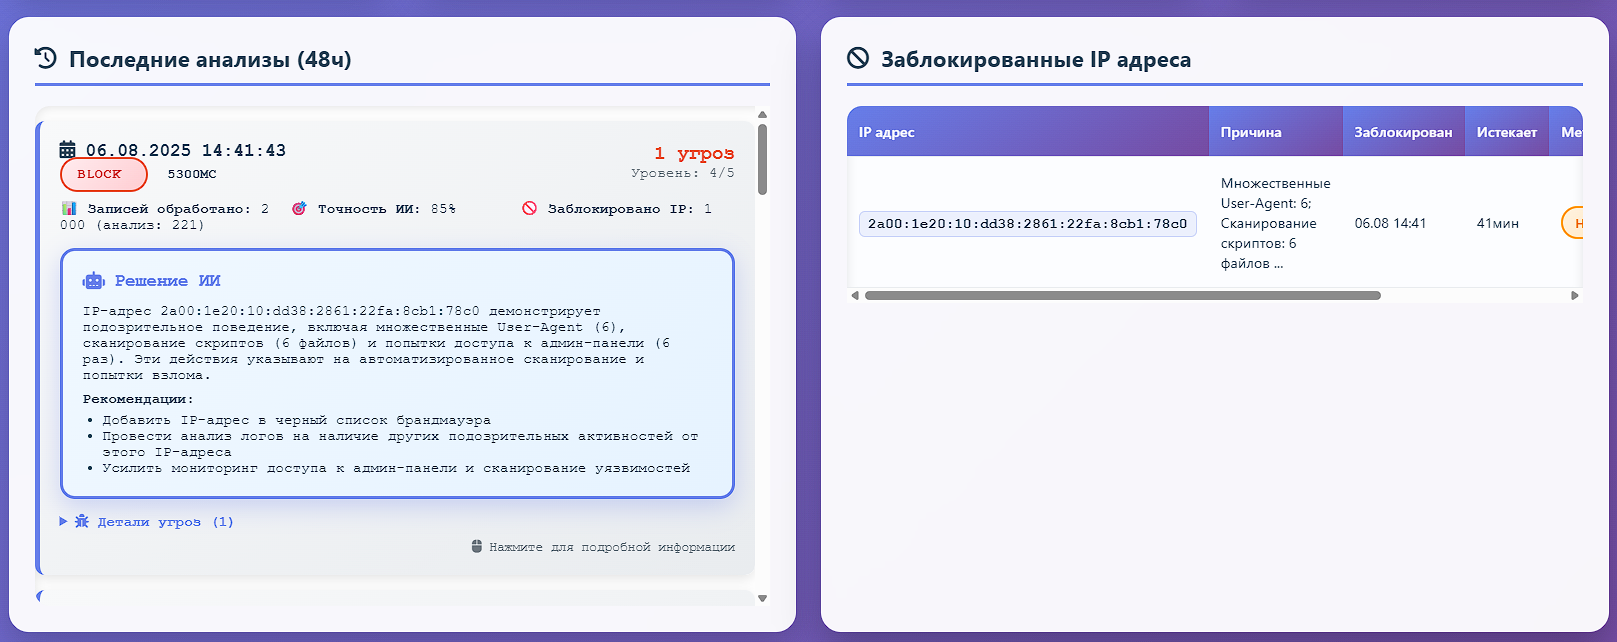 Последние анализы (48ч)
06.08.2025 14:41:43
1 угроз
BLOCK 5300МС
Уровень: 4/5
Записей обработано: 2
000 (анализ: 221)
Точность ИИ: 85%
Заблокировано IP: 1
Решение ИИ
IP-адрес 2a00:1e20:10:dd38:2861:22fa:8cb1:78c0 демонстрирует
подозрительное поведение, включая множественные User-Agent (6),
сканирование скриптов (6 файлов) и попытки доступа к админ-панели (6
раз). Эти действия указывают на автоматизированное сканирование и
попытки взлома.
Рекомендации:
• Добавить IP-адрес в черный список брандмауэра
• Провести анализ логов на наличие других подозрительных активностей от
этого IP-адреса
• Усилить мониторинг доступа к админ-панели и сканирование уязвимостей
Детали угроз (1)
Нажмите для подробной информации
Заблокированные IP адреса
IP адрес Причина Заблокирован Истекает
2a00:1e20:10:dd38:2861:22fa:8cb1:78c0
Множественные
User-Agent: 6;
Сканирование
скриптов: 6
файлов ...
06.08 14:41
41мин